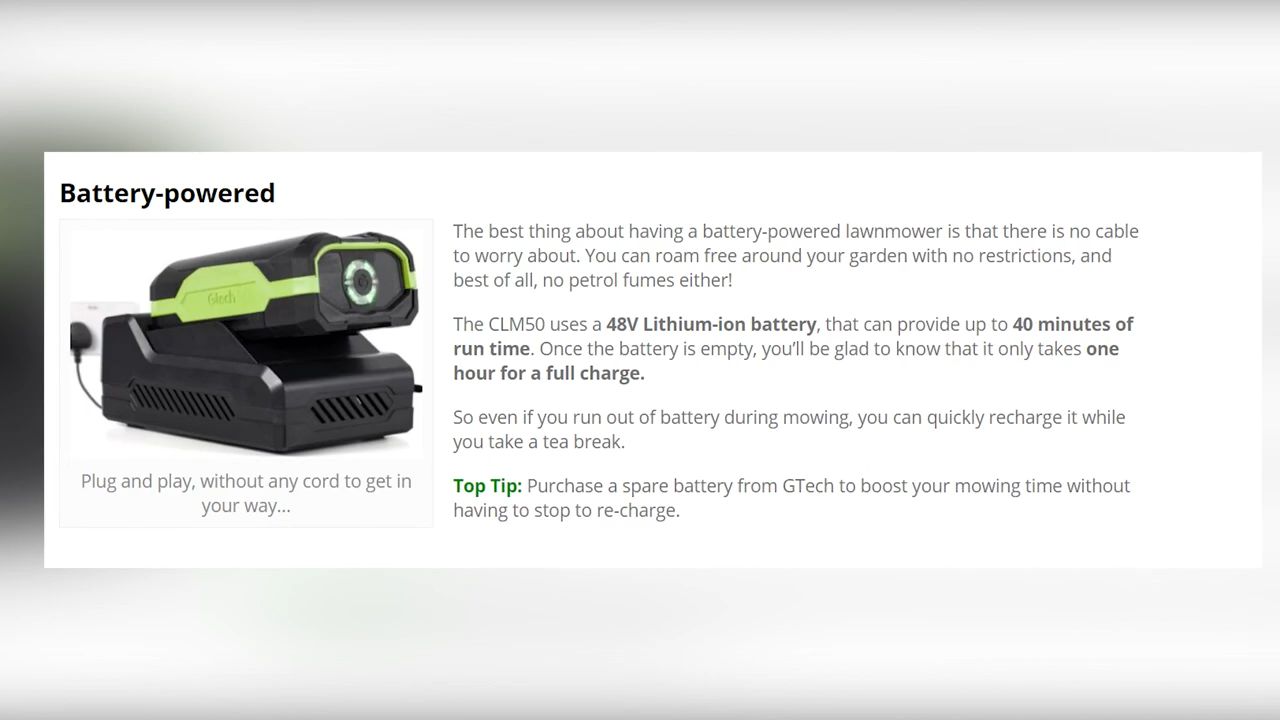 Battery-powered
Gtech
Plug and play, without any cord to get in
your way...
The best thing about having a battery-powered lawnmower is that there is no cable
to worry about. You can roam free around your garden with no restrictions, and
best of all, no petrol fumes either!
The CLM50 uses a 48V Lithium-ion battery, that can provide up to 40 minutes of
run time. Once the battery is empty, you’ll be glad to know that it only takes one
hour for a full charge.
So even if you run out of battery during mowing, you can quickly recharge it while
you take a tea break.
Top Tip: Purchase a spare battery from GTech to boost your mowing time without
having to stop to re-charge.